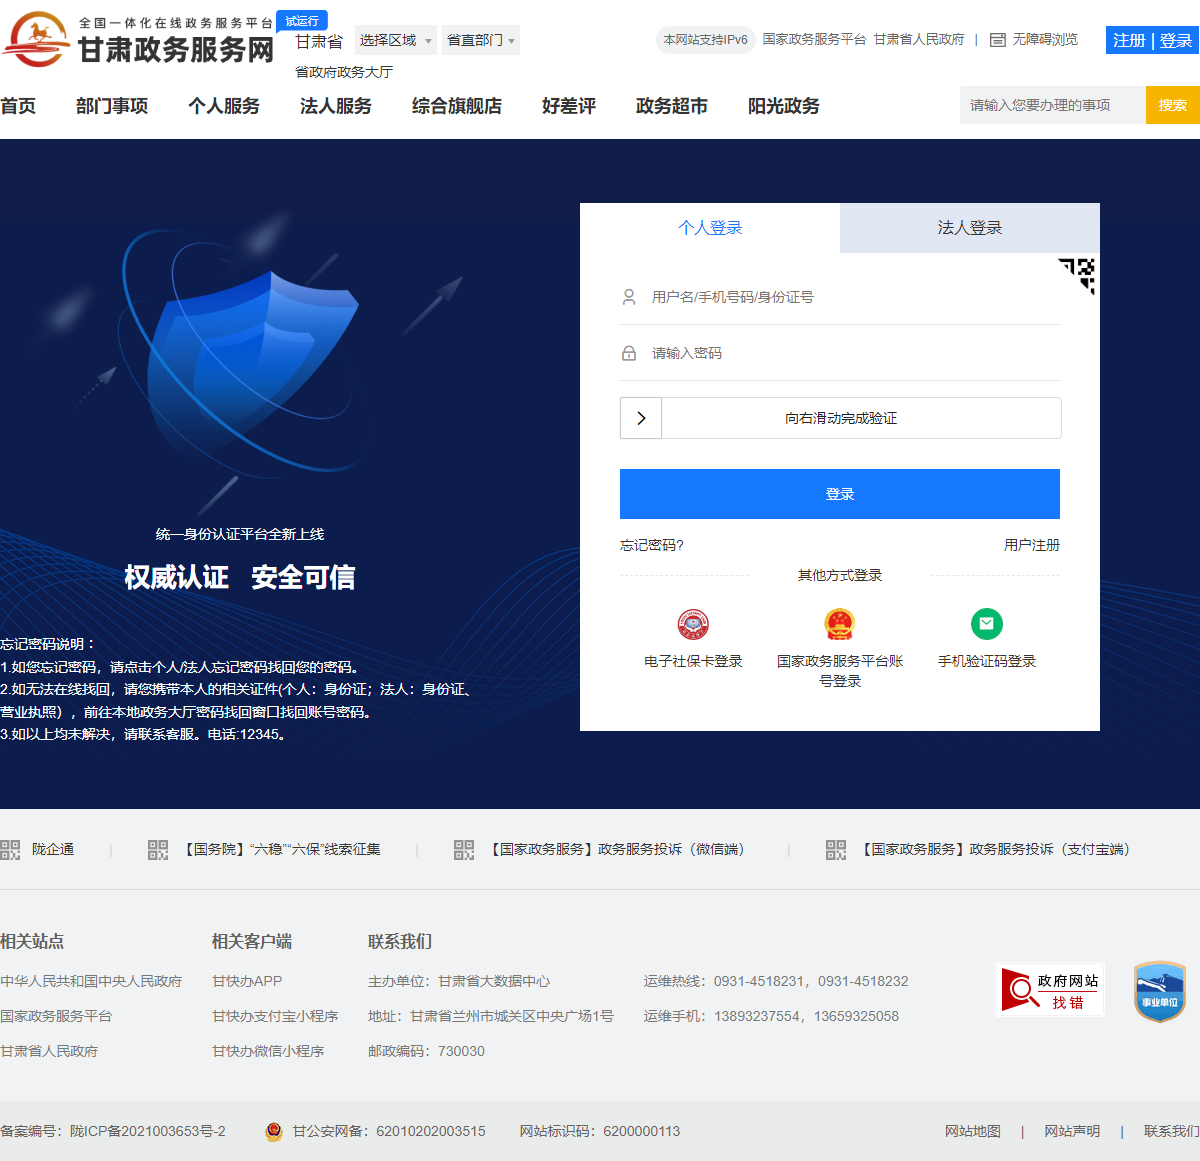 全国一体化在线政务服务平台
甘肃政务服务网
试运行
甘肃省 选择区域 省直部门
省政府政务大厅
本网站支持IPv6 国家政务服务平台 甘肃省人民政府 | 无障碍浏览
注册 | 登录
首页 部门事项 个人服务 法人服务 综合旗舰店 好差评 政务超市 阳光政务
请输入您要办理的事项 搜索
统一身份认证平台全新上线
权威认证 安全可信
忘记密码说明：
1.如您忘记密码，请点击个人/法人忘记密码找回您的密码。
2.如无法在线找回，请您携带本人的相关证件(个人：身份证；法人：身份证、
营业执照），前往本地政务大厅密码找回窗口找回账号密码。
3.如以上均未解决，请联系客服。电话:12345。
个人登录 法人登录
用户名/手机号码/身份证号
请输入密码
向右滑动完成验证
登录
忘记密码? 用户注册
其他方式登录
电子社保卡登录 国家政务服务平台账 手机验证码登录
号登录
陇企通 | 【国务院】“六稳”“六保”线索征集 | 【国家政务服务】政务服务投诉（微信端） | 【国家政务服务】政务服务投诉（支付宝端）
相关站点 相关客户端 联系我们
中华人民共和国中央人民政府 甘快办APP 主办单位：甘肃省大数据中心 运维热线：0931-4518231，0931-4518232
国家政务服务平台 甘快办支付宝小程序 地址：甘肃省兰州市城关区中央广场1号 运维手机：13893237554，13659325058
甘肃省人民政府 甘快办微信小程序 邮政编码：730030
政府网站
找错
事业单位
备案编号：陇ICP备2021003653号-2 甘公安网备：62010202003515 网站标识码：6200000113 网站地图 | 网站声明 | 联系我们